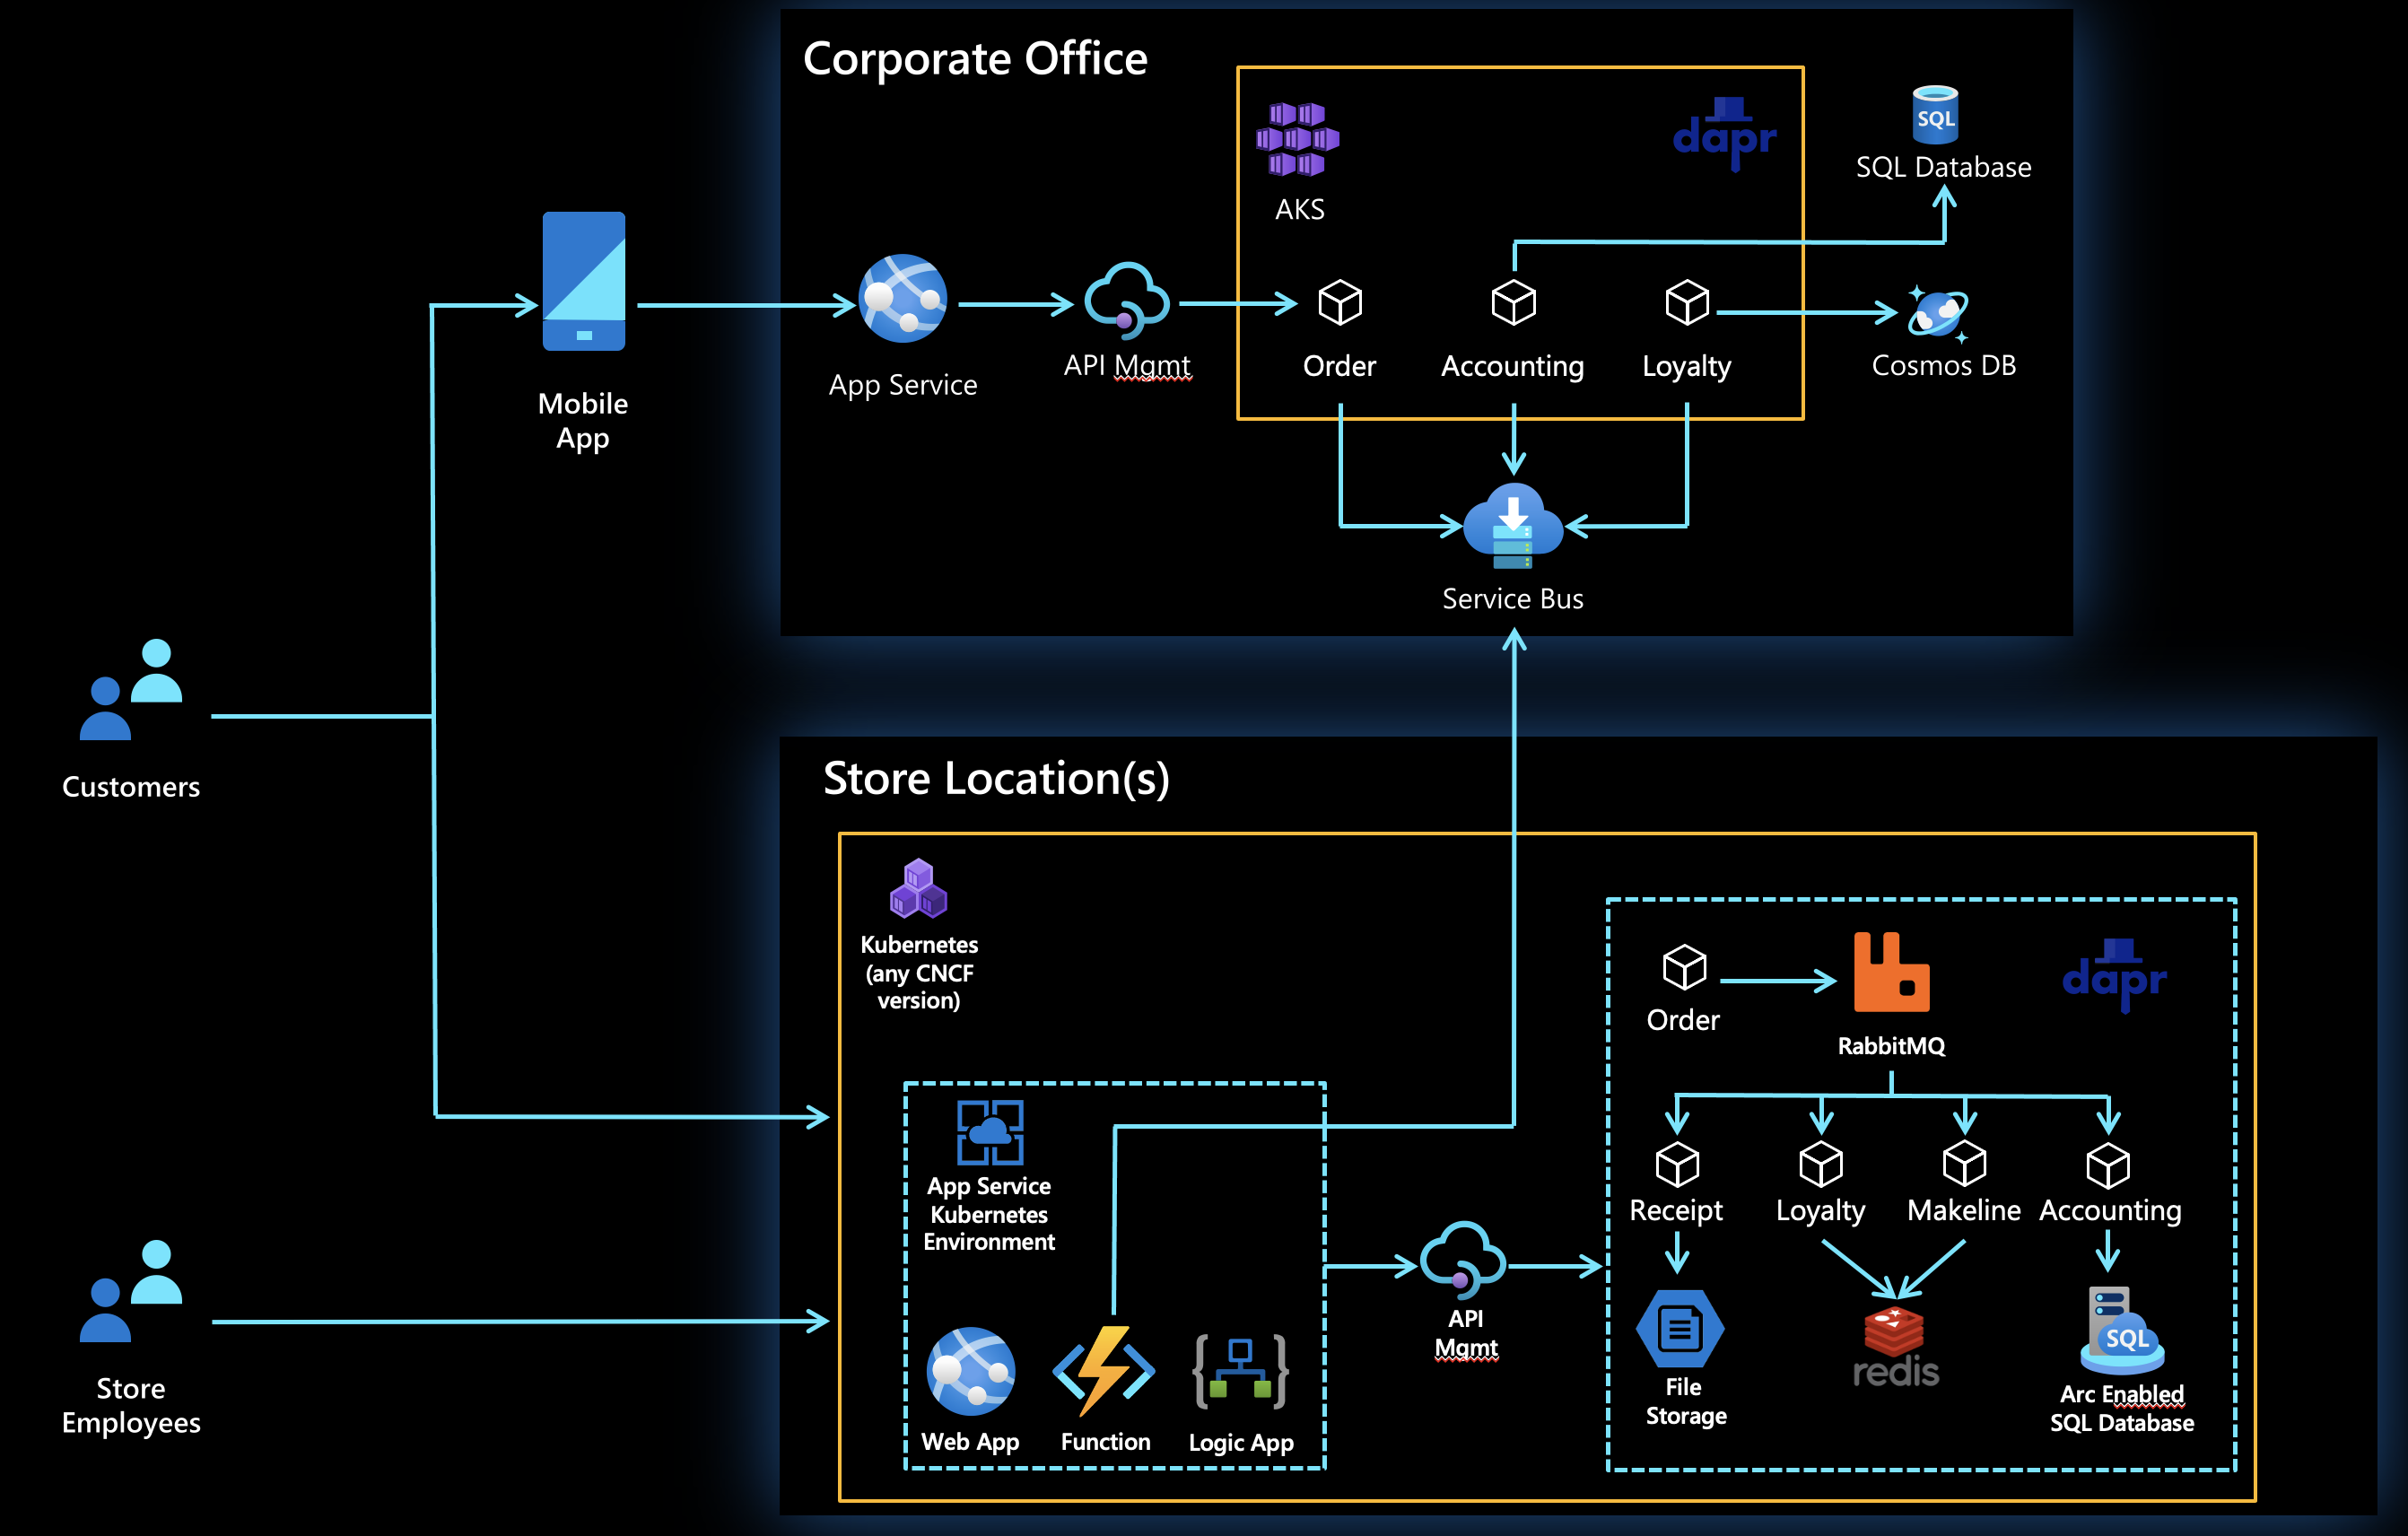 Corporate Office
dapr
SQL
SQL Database
AKS
Order
Accounting
Loyalty
Cosmos DB
API Mgmt
App Service
Mobile
App
Service Bus
Customers
Store Location(s)
Kubernetes
(any CNCF
version)
Order
RabbitMQ
dapr
App Service
Kubernetes
Environment
Receipt
Loyalty
Makeline
Accounting
API
Mgmt
File
Storage
redis
SQL
Arc Enabled
SQL Database
Web App
Function
Logic App
Store
Employees